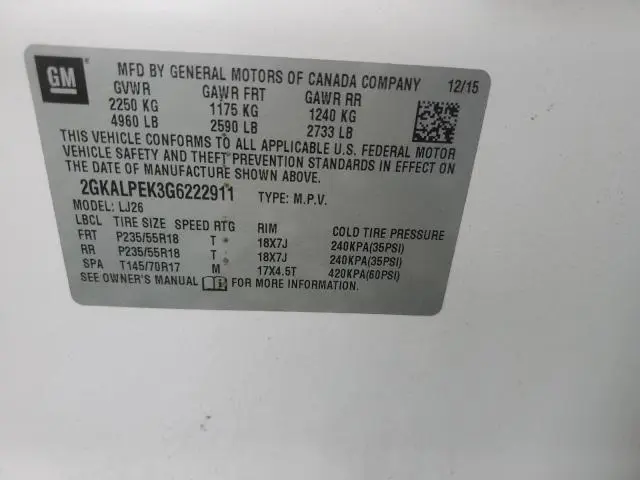 GM
MFD BY GENERAL MOTORS OF CANADA COMPANY 12/15
GVWR GAWR FRT GAWR RR
2250 KG 1175 KG 1240 KG
4960 LB 2590 LB 2733 LB
THIS VEHICLE CONFORMS TO ALL APPLICABLE U.S. FEDERAL MOTOR
VEHICLE SAFETY AND THEFT PREVENTION STANDARDS IN EFFECT ON
THE DATE OF MANUFACTURE SHOWN ABOVE.
2GKALPEK3G6222911 TYPE: M.P.V.
MODEL: LJ26
LBCL TIRE SIZE SPEED RTG RIM COLD TIRE PRESSURE
FRT P235/55R18 T 18X7J 240KPA(35PSI)
RR P235/55R18 T 18X7J 240KPA(35PSI)
SPA T145/70R17 M 17X4.5T 420KPA(60PSI)
SEE OWNER'S MANUAL FOR MORE INFORMATION.